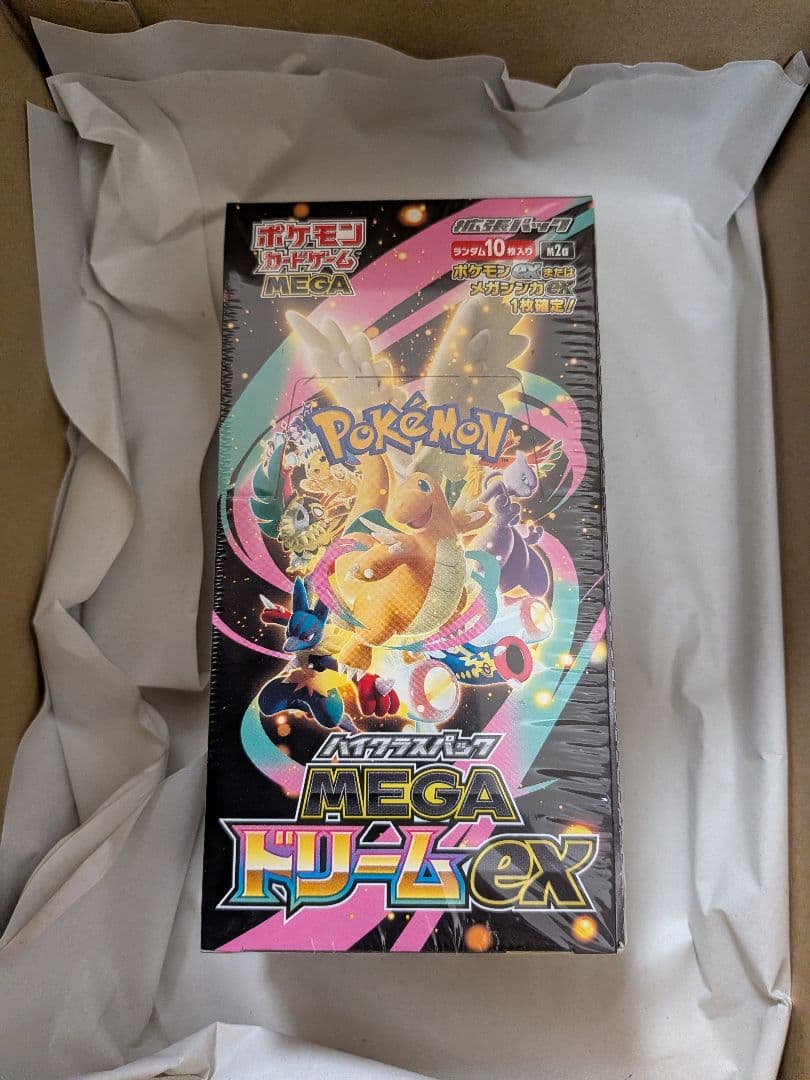 ポケモン
カードゲーム
MEGA
拡張パック
ランダム10枚入り M2a
ポケモンexまたは
メガシンカex
1枚確定!
POKéMON
TM
ハイクラスパック
MEGA
ドリームex